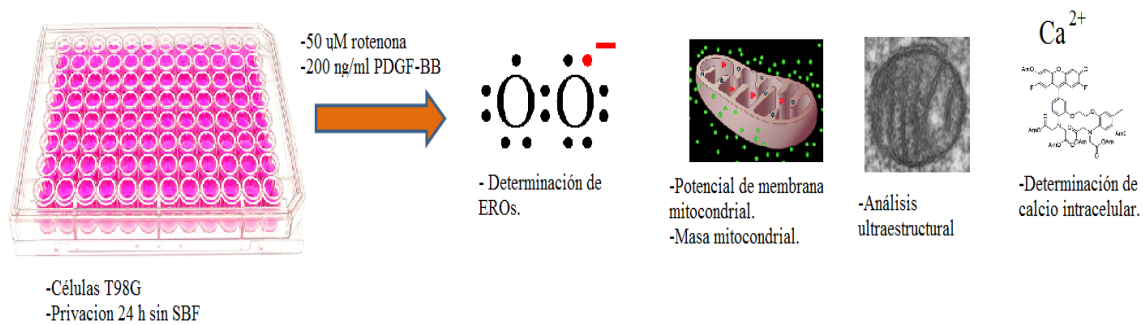 -50 uM rotenona
-200 ng/ml PDGF-BB
-Células T98G
-Privacion 24 h sin SBF
- Determinación de
EROs.
-Potencial de membrana
mitocondrial.
-Masa mitocondrial.
-Análisis
ultraestructural
Ca²⁺
-Determinación de
calcio intracelular.